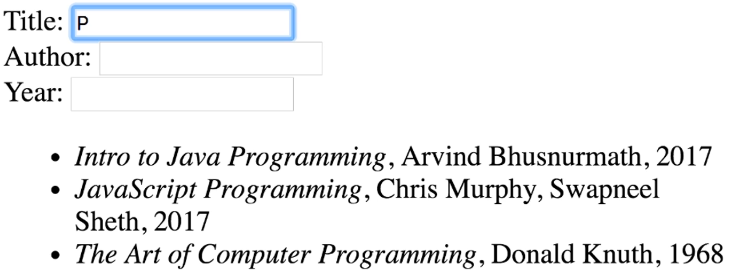 Title: P
Author:
Year:
• Intro to Java Programming, Arvind Bhusnurmath, 2017
• JavaScript Programming, Chris Murphy, Swapneel
Sheth, 2017
• The Art of Computer Programming, Donald Knuth, 1968